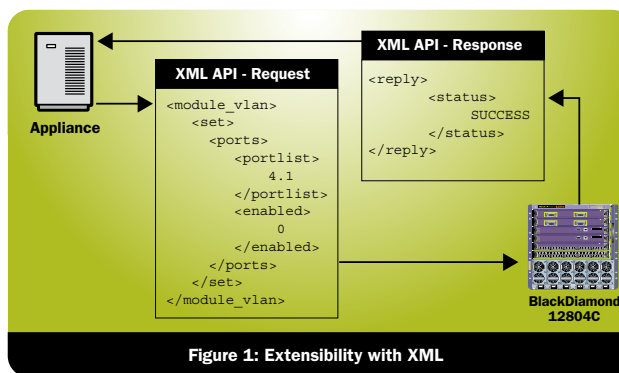 XML API - Response
<reply>
<status>
SUCCESS
</status>
</reply>
XML API - Request
<module_vlan>
<set>
<ports>
<portlist>
4.1
</portlist>
<enabled>
0
</enabled>
</ports>
</set>
</module_vlan>
Appliance
BlackDiamond
12804C
Figure 1: Extensibility with XML